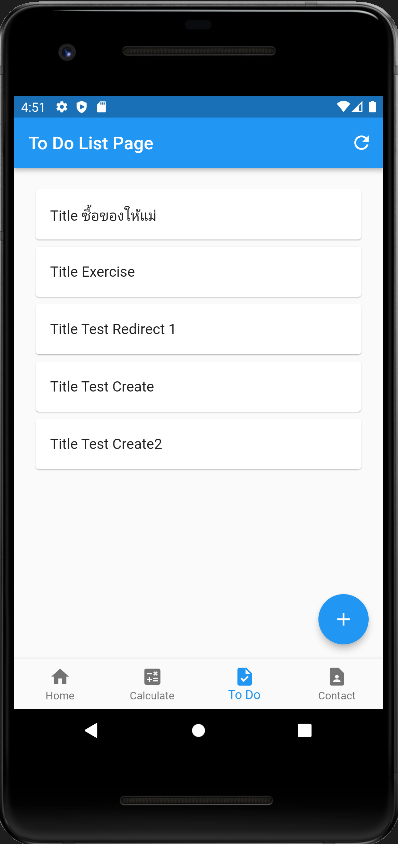 4:51
To Do List Page
Title ซื้อของให้แม่
Title Exercise
Title Test Redirect 1
Title Test Create
Title Test Create2
Home
Calculate
To Do
Contact